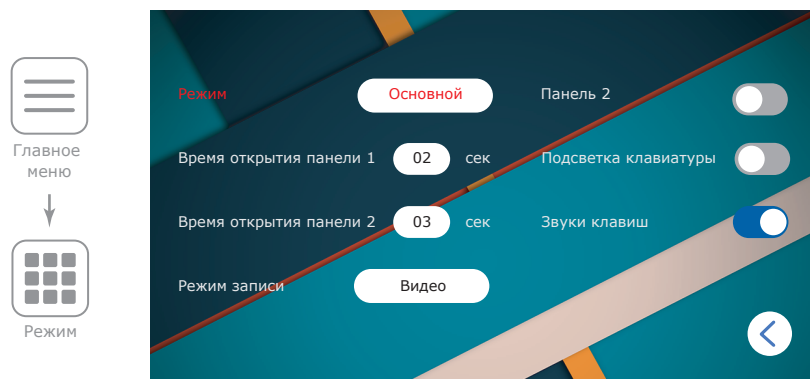 Главное
меню
Режим
Режим Основной Панель 2
Время открытия панели 1 02 сек Подсветка клавиатуры
Время открытия панели 2 03 сек Звуки клавиш
Режим записи Видео